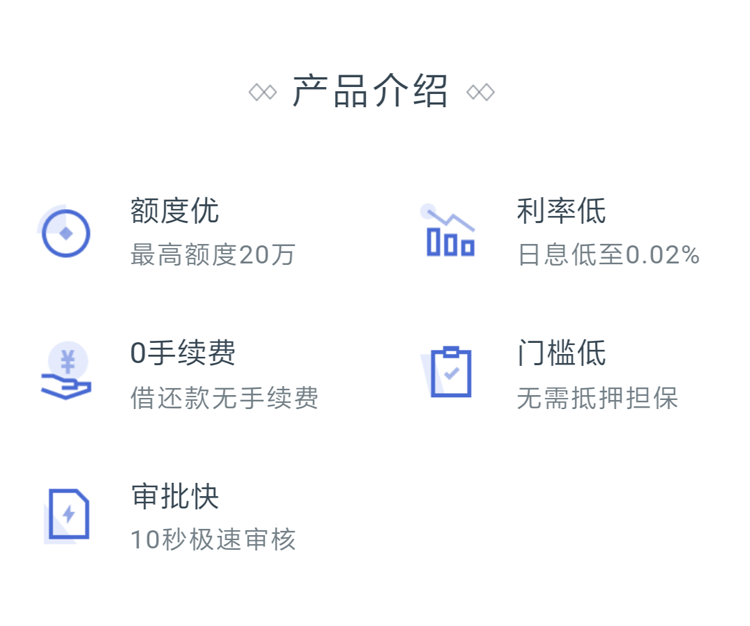 产品介绍
额度优
最高额度20万
利率低
日息低至0.02%
¥
0手续费
借还款无手续费
门槛低
无需抵押担保
审批快
10秒极速审核